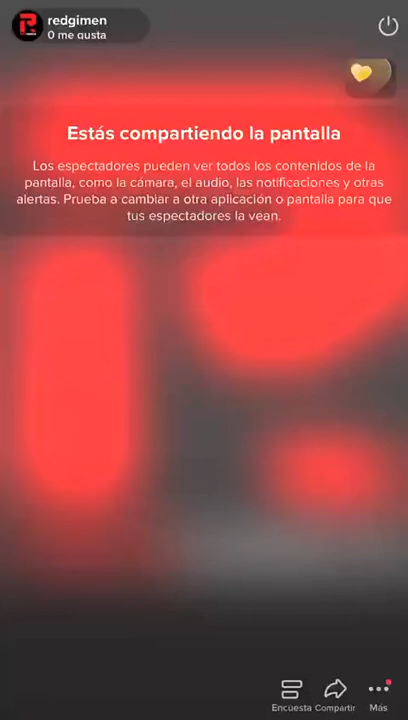 redgimen
0 me gusta
Estás compartiendo la pantalla
Los espectadores pueden ver todos los contenidos de la
pantalla, como la cámara, el audio, las notificaciones y otras
alertas. Prueba a cambiar a otra aplicación o pantalla para que
tus espectadores la vean.
Encuesta Compartir Más